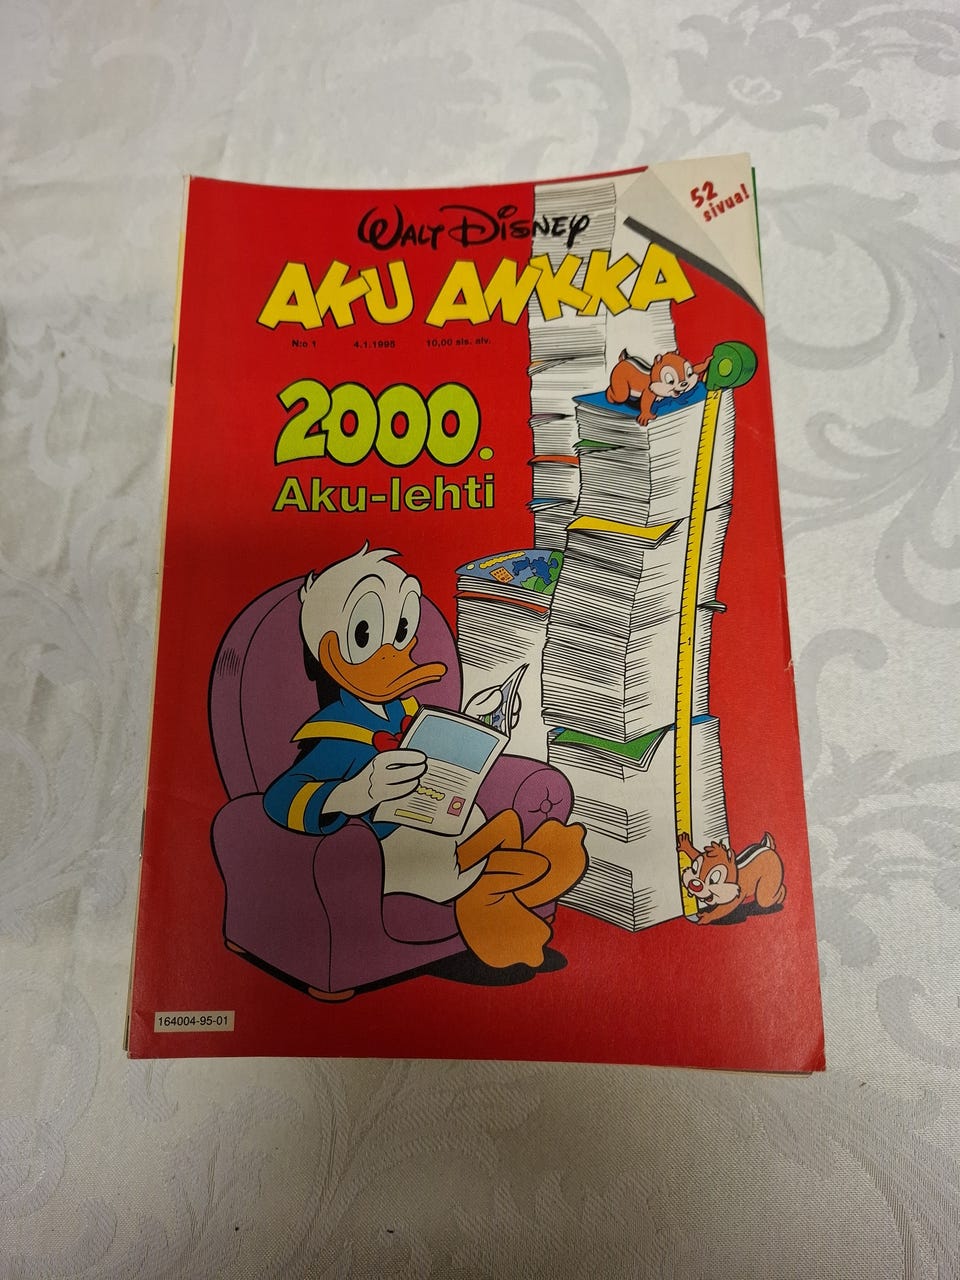 WALT DISNEY
52
sivua!
AKU ANKKA
N:o 1 4.1.1995 10,00 sis. alv.
2000.
Aku-lehti
1
164004-95-01